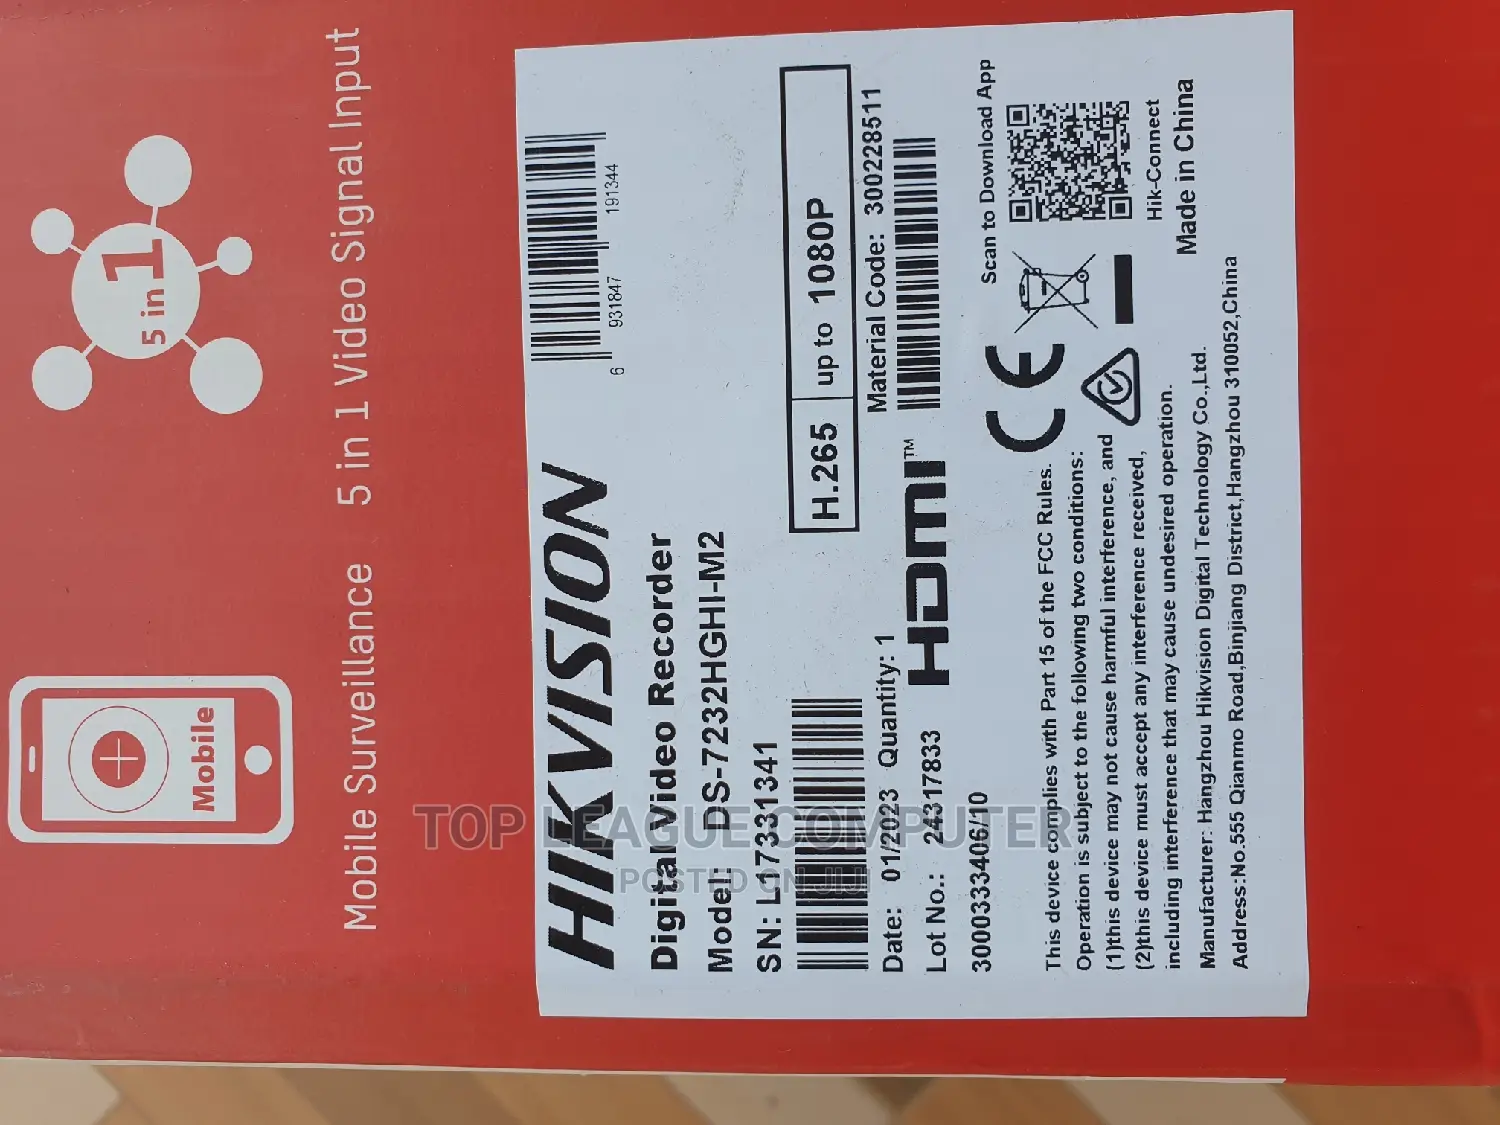 5 in 1
Mobile
Mobile Surveillance
5 in 1 Video Signal Input
HIKVISION
6 931847 191344
Digital Video Recorder
Model: DS-7232HGHI-M2
SN: L17331341
H.265 up to 1080P
Date: 01/2023 Quantity: 1
Material Code: 300228511
Lot No.: 24317833
HDMI™
300033406/10
Scan to Download App
Hik-Connect
Made in China
This device complies with Part 15 of the FCC Rules.
Operation is subject to the following two conditions:
(1)this device may not cause harmful interference, and
(2)this device must accept any interference received,
including interference that may cause undesired operation.
Manufacturer: Hangzhou Hikvision Digital Technology Co.,Ltd.
Address:No.555 Qianmo Road,Binjiang District,Hangzhou 310052,China
CE
TOP LEAGUE COMPUTER
POSTED ON JIJI